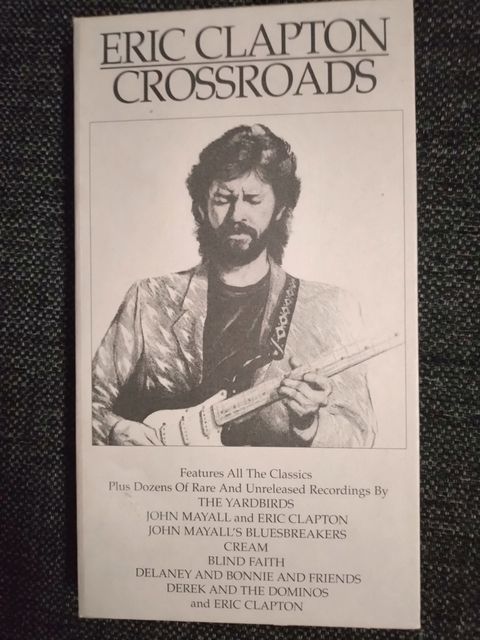 ERIC CLAPTON
CROSSROADS
Features All The Classics
Plus Dozens Of Rare And Unreleased Recordings By
THE YARDBIRDS
JOHN MAYALL and ERIC CLAPTON
JOHN MAYALL'S BLUESBREAKERS
CREAM
BLIND FAITH
DELANEY AND BONNIE AND FRIENDS
DEREK AND THE DOMINOS
and ERIC CLAPTON